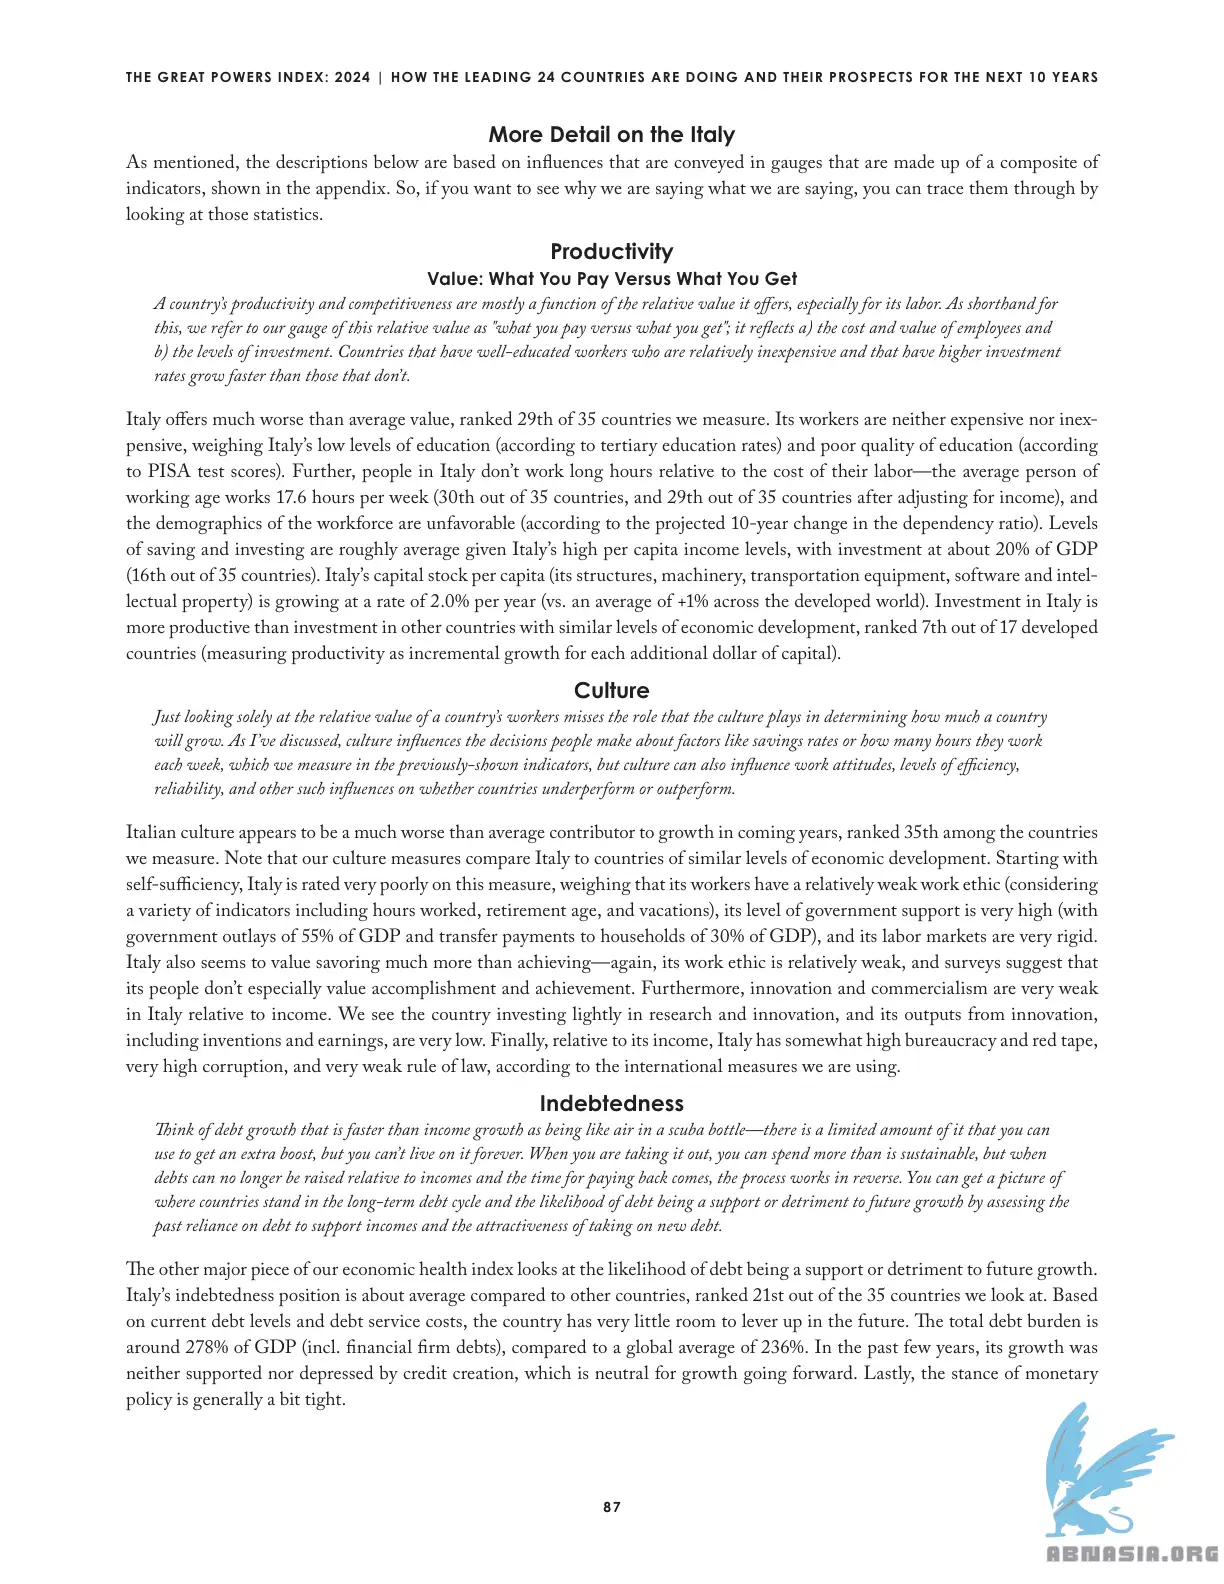 THE GREAT POWERS INDEX: 2024 | HOW THE LEADING 24 COUNTRIES ARE DOING AND THEIR PROSPECTS FOR THE NEXT 10 YEARS
More Detail on the Italy
As mentioned, the descriptions below are based on influences that are conveyed in gauges that are made up of a composite of
indicators, shown in the appendix. So, if you want to see why we are saying what we are saying, you can trace them through by
looking at those statistics.
Productivity
Value: What You Pay Versus What You Get
A country's productivity and competitiveness are mostly a function of the relative value it offers, especially for its labor. As shorthand for
this, we refer to our gauge of this relative value as "what you pay versus what you get"; it reflects a) the cost and value of employees and
b) the levels of investment. Countries that have well-educated workers who are relatively inexpensive and that have higher investment
rates grow faster than those that don't.
Italy offers much worse than average value, ranked 29th of 35 countries we measure. Its workers are neither expensive nor inex-
pensive, weighing Italy's low levels of education (according to tertiary education rates) and poor quality of education (according
to PISA test scores). Further, people in Italy don't work long hours relative to the cost of their labor—the average person of
working age works 17.6 hours per week (30th out of 35 countries, and 29th out of 35 countries after adjusting for income), and
the demographics of the workforce are unfavorable (according to the projected 10-year change in the dependency ratio). Levels
of saving and investing are roughly average given Italy's high per capita income levels, with investment at about 20% of GDP
(16th out of 35 countries). Italy's capital stock per capita (its structures, machinery, transportation equipment, software and intel-
lectual property) is growing at a rate of 2.0% per year (vs. an average of +1% across the developed world). Investment in Italy is
more productive than investment in other countries with similar levels of economic development, ranked 7th out of 17 developed
countries (measuring productivity as incremental growth for each additional dollar of capital).
Culture
Just looking solely at the relative value of a country's workers misses the role that the culture plays in determining how much a country
will grow. As I've discussed, culture influences the decisions people make about factors like savings rates or how many hours they work
each week, which we measure in the previously-shown indicators, but culture can also influence work attitudes, levels of efficiency,
reliability, and other such influences on whether countries underperform or outperform.
Italian culture appears to be a much worse than average contributor to growth in coming years, ranked 35th among the countries
we measure. Note that our culture measures compare Italy to countries of similar levels of economic development. Starting with
self-sufficiency, Italy is rated very poorly on this measure, weighing that its workers have a relatively weak work ethic (considering
a variety of indicators including hours worked, retirement age, and vacations), its level of government support is very high (with
government outlays of 55% of GDP and transfer payments to households of 30% of GDP), and its labor markets are very rigid.
Italy also seems to value savoring much more than achieving—again, its work ethic is relatively weak, and surveys suggest that
its people don't especially value accomplishment and achievement. Furthermore, innovation and commercialism are very weak
in Italy relative to income. We see the country investing lightly in research and innovation, and its outputs from innovation,
including inventions and earnings, are very low. Finally, relative to its income, Italy has somewhat high bureaucracy and red tape,
very high corruption, and very weak rule of law, according to the international measures we are using.
Indebtedness
Think of debt growth that is faster than income growth as being like air in a scuba bottle—there is a limited amount of it that you can
use to get an extra boost, but you can't live on it forever. When you are taking it out, you can spend more than is sustainable, but when
debts can no longer be raised relative to incomes and the time for paying back comes, the process works in reverse. You can get a picture of
where countries stand in the long-term debt cycle and the likelihood of debt being a support or detriment to future growth by assessing the
past reliance on debt to support incomes and the attractiveness of taking on new debt.
The other major piece of our economic health index looks at the likelihood of debt being a support or detriment to future growth.
Italy's indebtedness position is about average compared to other countries, ranked 21st out of the 35 countries we look at. Based
on current debt levels and debt service costs, the country has very little room to lever up in the future. The total debt burden is
around 278% of GDP (incl. financial firm debts), compared to a global average of 236%. In the past few years, its growth was
neither supported nor depressed by credit creation, which is neutral for growth going forward. Lastly, the stance of monetary
policy is generally a bit tight.
87
ABNASIA.ORG